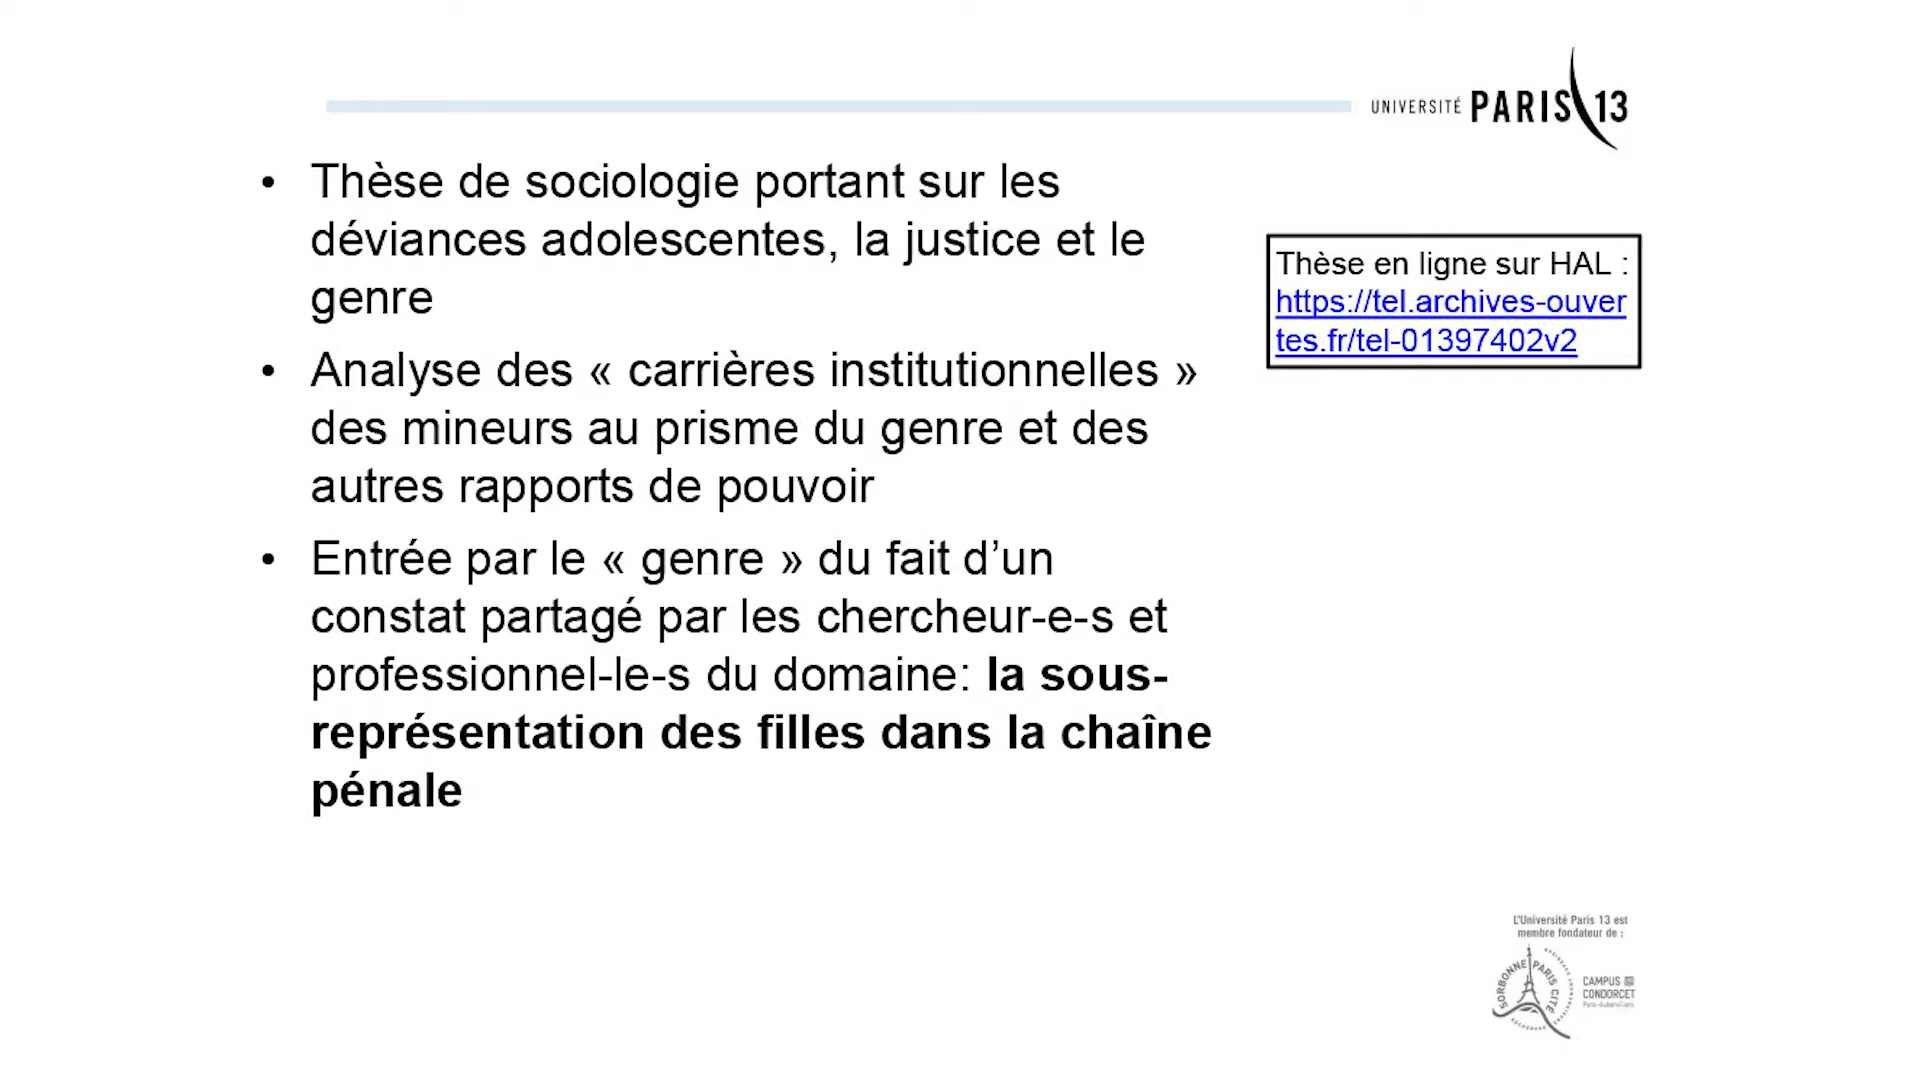 UNIVERSITÉ PARIS 13
• Thèse de sociologie portant sur les
déviances adolescentes, la justice et le
genre
• Analyse des « carrières institutionnelles »
des mineurs au prisme du genre et des
autres rapports de pouvoir
• Entrée par le « genre » du fait d’un
constat partagé par les chercheur-e-s et
professionnel-le-s du domaine: la sous-
représentation des filles dans la chaîne
pénale
Thèse en ligne sur HAL :
https://tel.archives-ouver
tes.fr/tel-01397402v2
L'Université Paris 13 est
membre fondateur de :
SORBONNE PARIS CITÉ
CAMPUS
CONDORCET